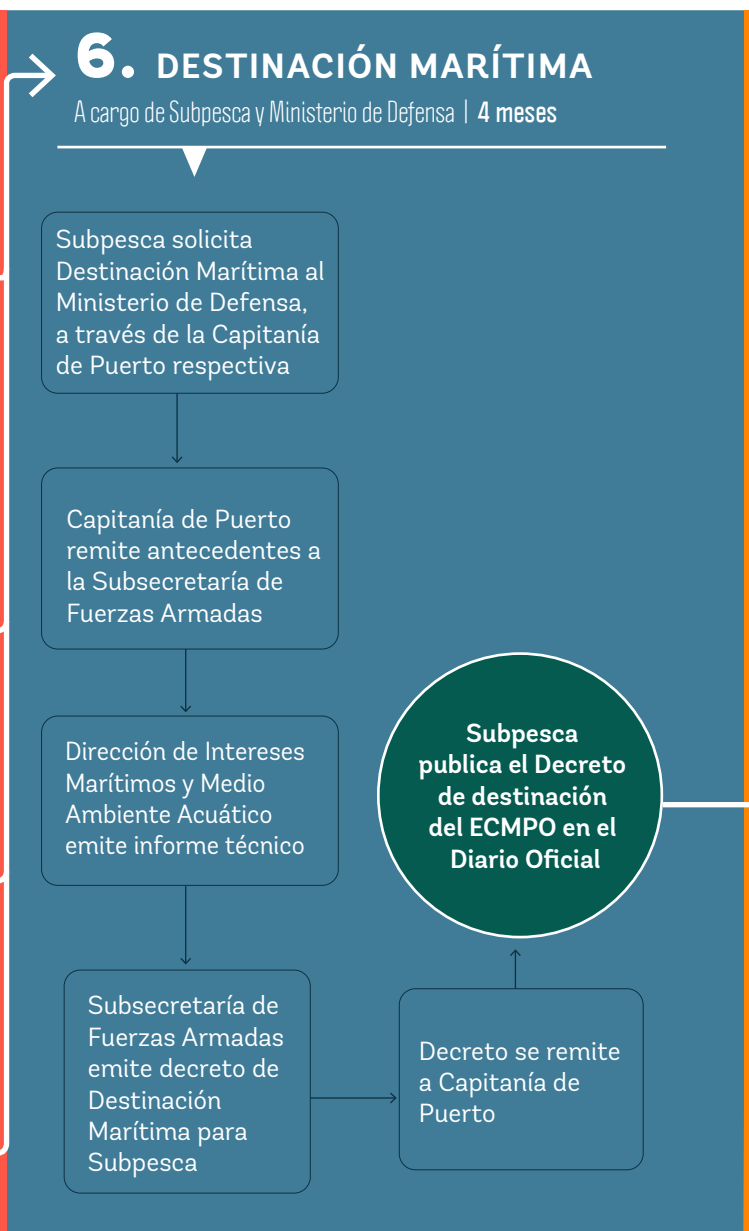 6. DESTINACIÓN MARÍTIMA
A cargo de Subpesca y Ministerio de Defensa | 4 meses
Subpesca solicita
Destinación Marítima al
Ministerio de Defensa,
a través de la Capitanía
de Puerto respectiva
Capitanía de Puerto
remite antecedentes a
la Subsecretaría de
Fuerzas Armadas
Dirección de Intereses
Marítimos y Medio
Ambiente Acuático
emite informe técnico
Subsecretaría de
Fuerzas Armadas
emite decreto de
Destinación
Marítima para
Subpesca
Decreto se remite
a Capitanía de
Puerto
Subpesca
publica el Decreto
de destinación
del ECMPO en el
Diario Oficial